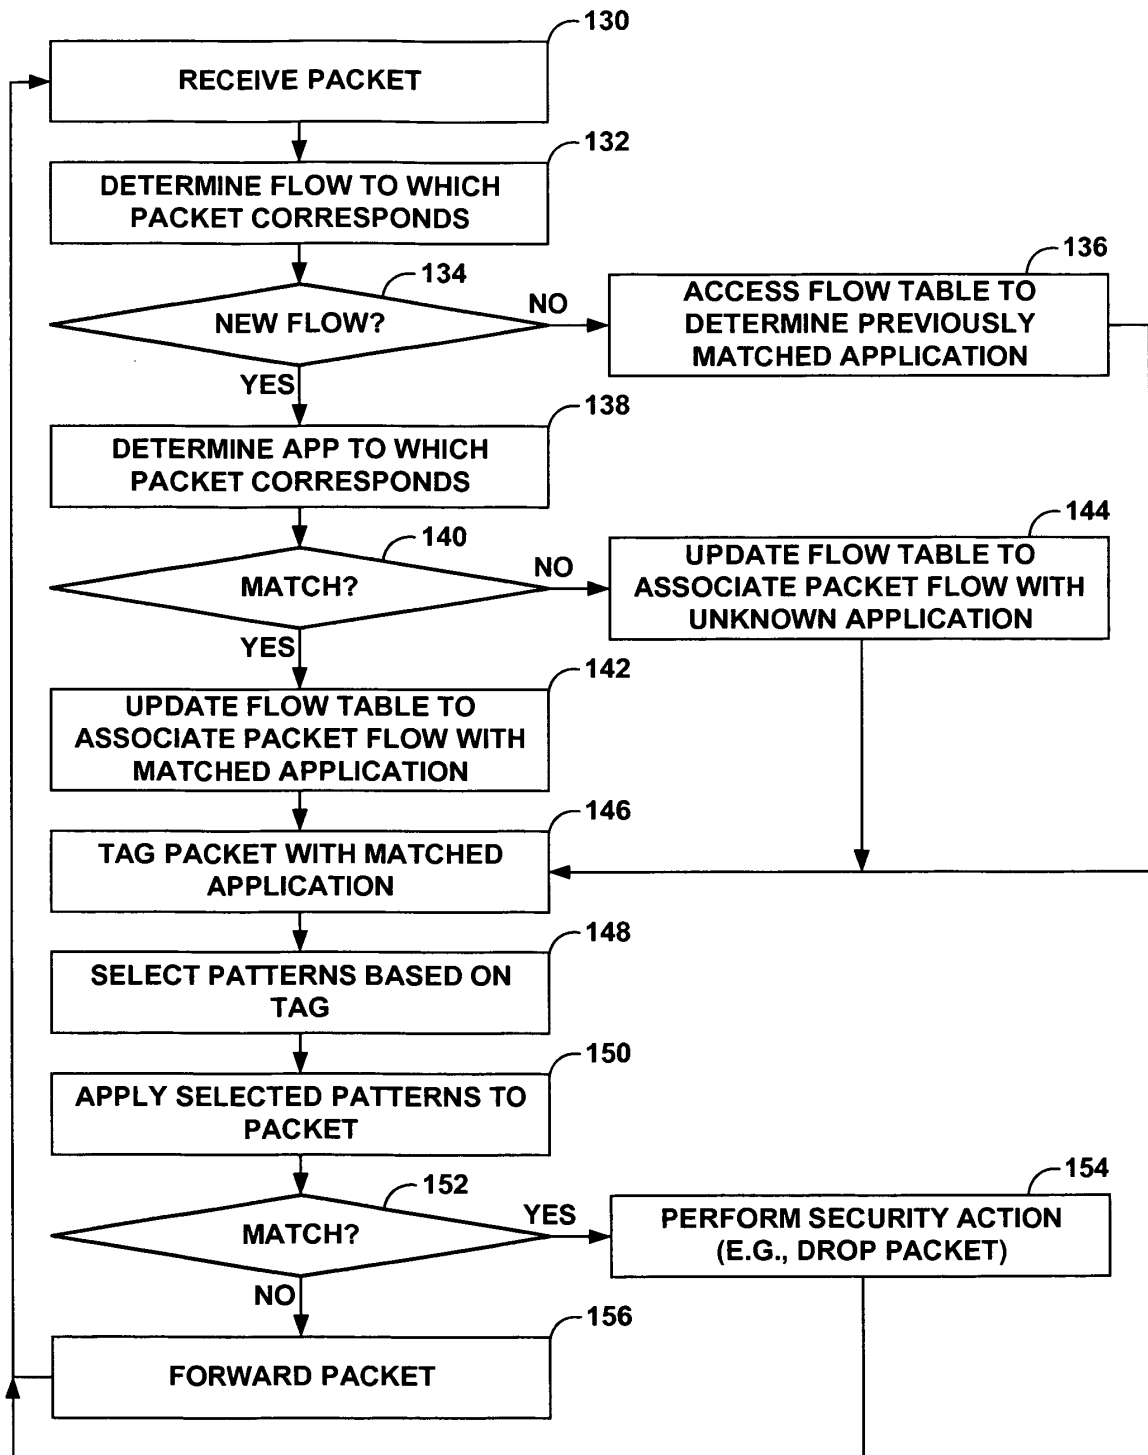 130
RECEIVE PACKET
132
DETERMINE FLOW TO WHICH
PACKET CORRESPONDS
134
NEW FLOW?
NO
136
ACCESS FLOW TABLE TO
DETERMINE PREVIOUSLY
MATCHED APPLICATION
YES
138
DETERMINE APP TO WHICH
PACKET CORRESPONDS
140
MATCH?
NO
144
UPDATE FLOW TABLE TO
ASSOCIATE PACKET FLOW WITH
UNKNOWN APPLICATION
YES
142
UPDATE FLOW TABLE TO
ASSOCIATE PACKET FLOW WITH
MATCHED APPLICATION
146
TAG PACKET WITH MATCHED
APPLICATION
148
SELECT PATTERNS BASED ON
TAG
150
APPLY SELECTED PATTERNS TO
PACKET
152
MATCH?
YES
154
PERFORM SECURITY ACTION
(E.G., DROP PACKET)
NO
156
FORWARD PACKET